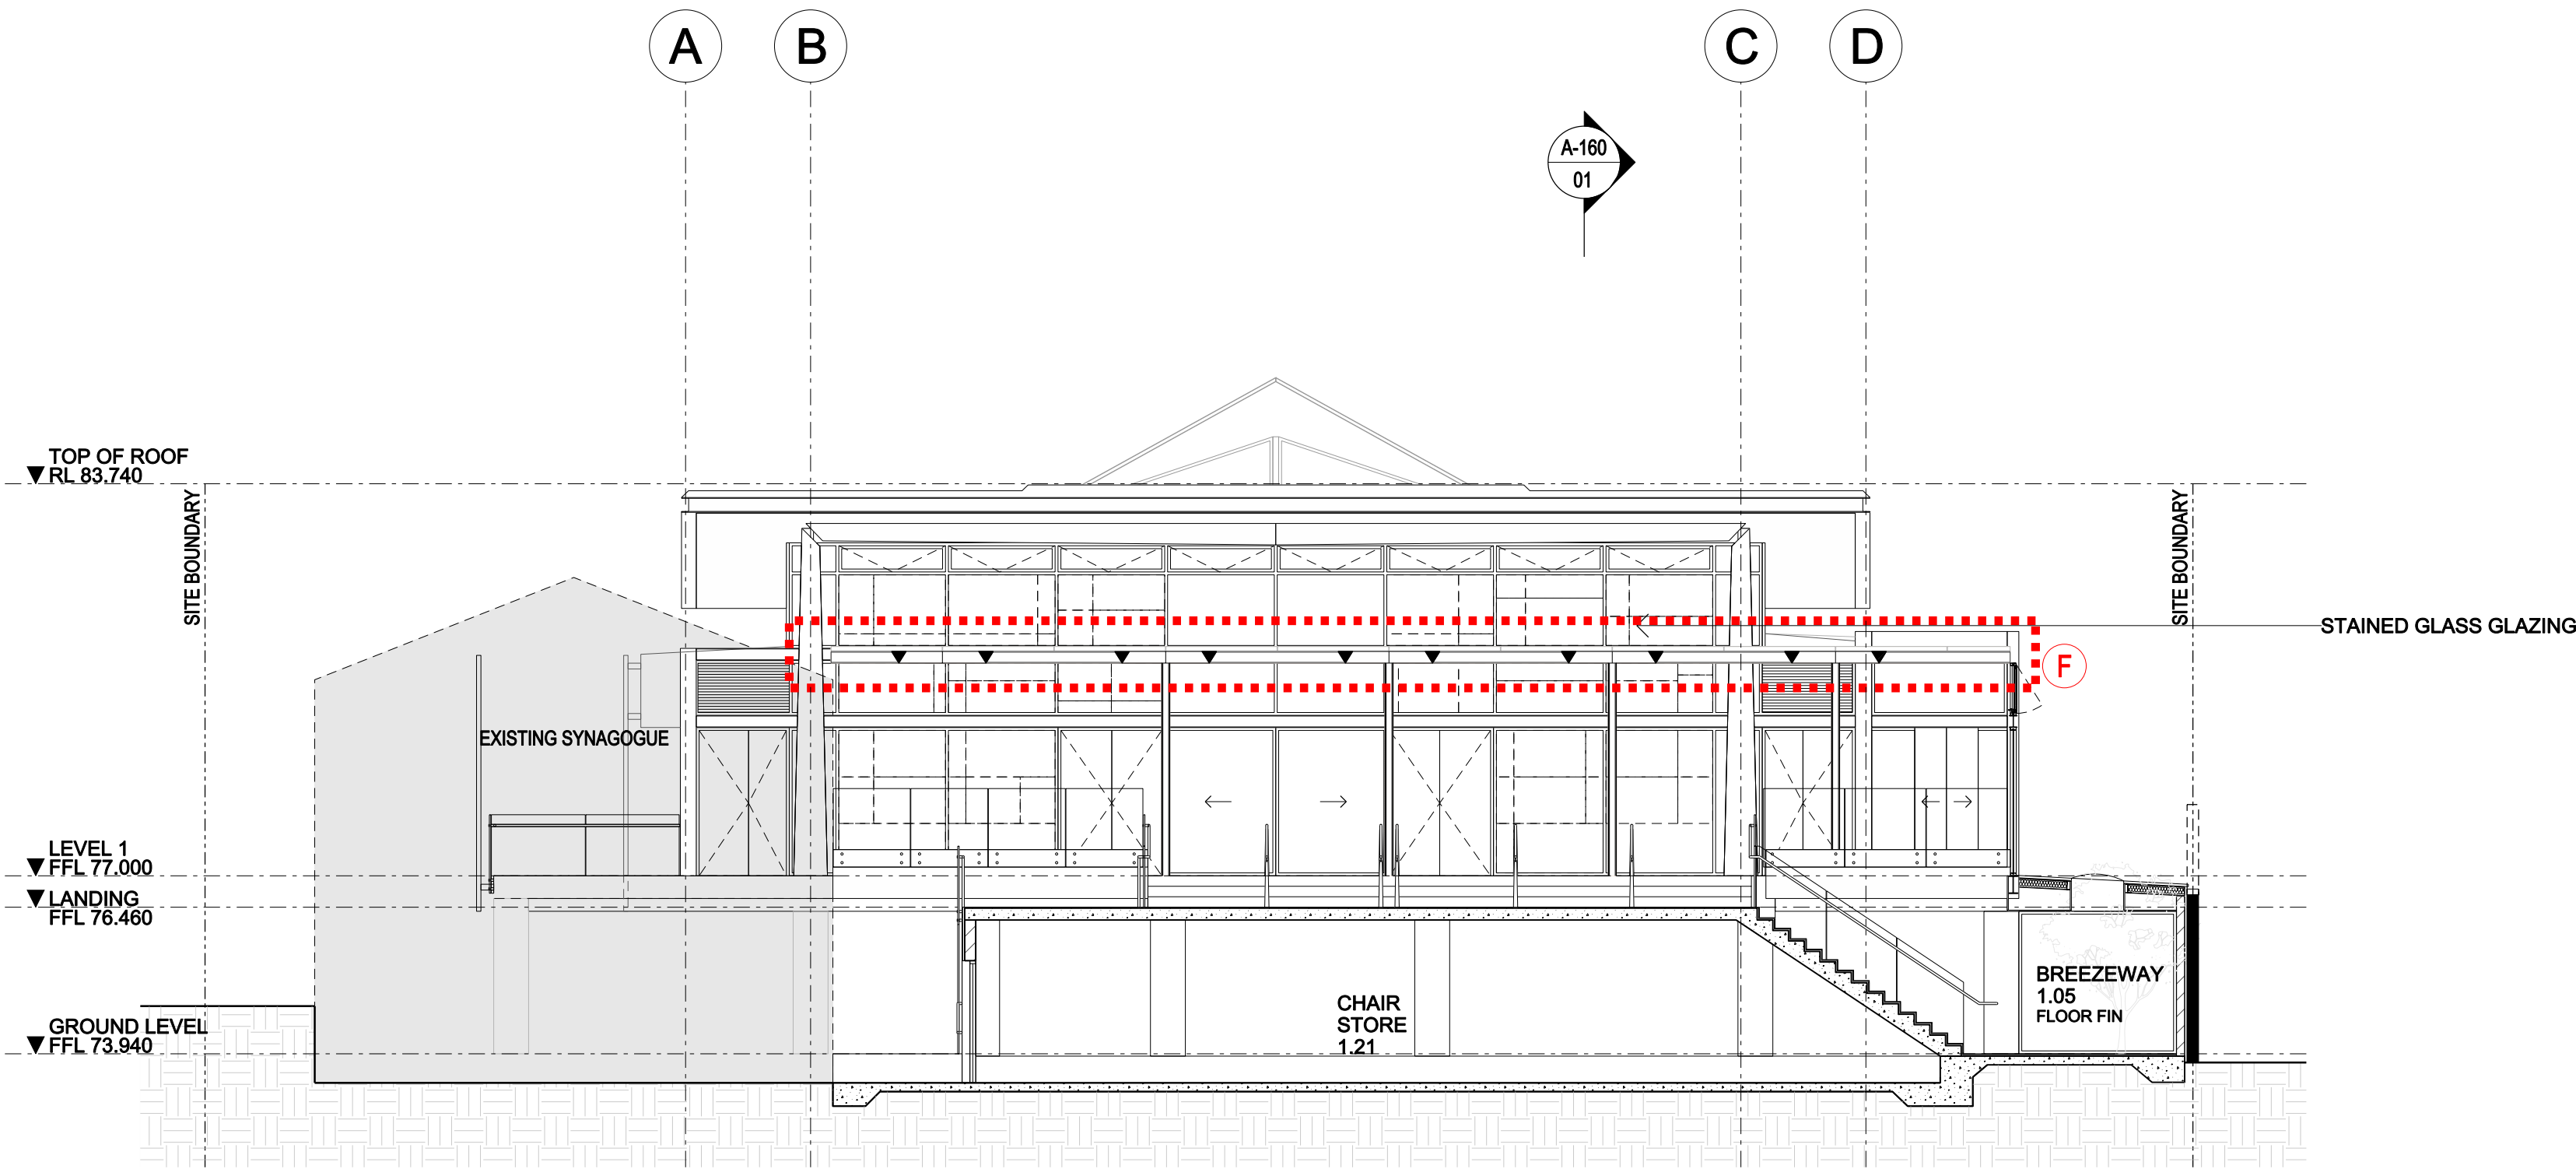 A
B
C
D
A-160
01
TOP OF ROOF
RL 83.740
SITE BOUNDARY
SITE BOUNDARY
STAINED GLASS GLAZING
F
EXISTING SYNAGOGUE
LEVEL 1
FFL 77.000
LANDING
FFL 76.460
GROUND LEVEL
FFL 73.940
CHAIR
STORE
1.21
BREEZEWAY
1.05
FLOOR FIN